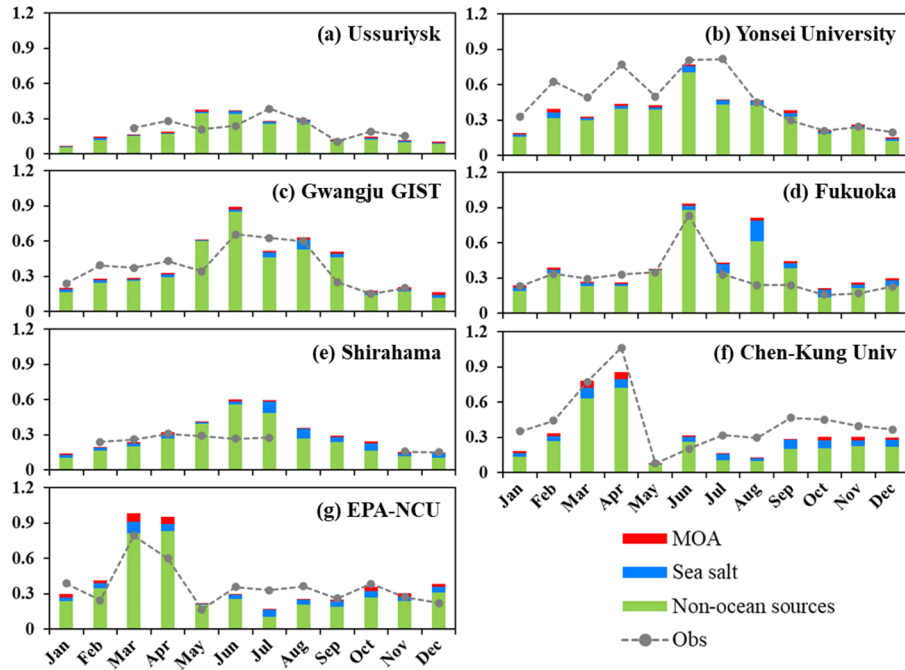 1.2
0.9
0.6
0.3
0
(a) Ussuriysk
1.2
0.9
0.6
0.3
0
(b) Yonsei University
1.2
0.9
0.6
0.3
0
(c) Gwangju GIST
1.2
0.9
0.6
0.3
0
(d) Fukuoka
1.2
0.9
0.6
0.3
0
(e) Shirahama
1.2
0.9
0.6
0.3
0
(f) Chen-Kung Univ
Jan Feb Mar Apr May Jun Jul Aug Sep Oct Nov Dec
1.2
0.9
0.6
0.3
0
(g) EPA-NCU
Jan Feb Mar Apr May Jun Jul Aug Sep Oct Nov Dec
MOA
Sea salt
Non-ocean sources
Obs